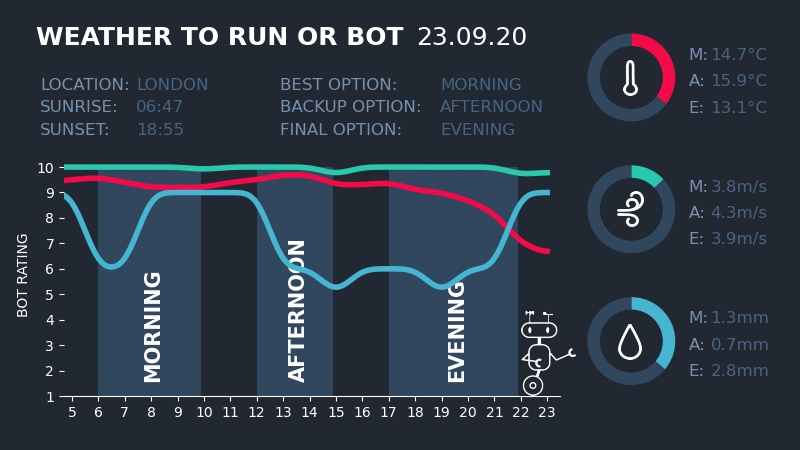 WEATHER TO RUN OR BOT 23.09.20
LOCATION: LONDON BEST OPTION: MORNING
SUNRISE: 06:47 BACKUP OPTION: AFTERNOON
SUNSET: 18:55 FINAL OPTION: EVENING
M: 14.7°C
A: 15.9°C
E: 13.1°C
M: 3.8m/s
A: 4.3m/s
E: 3.9m/s
M: 1.3mm
A: 0.7mm
E: 2.8mm
BOT RATING
10
9
8
7
6
5
4
3
2
1
MORNING
AFTERNOON
EVENING
5 6 7 8 9 10 11 12 13 14 15 16 17 18 19 20 21 22 23